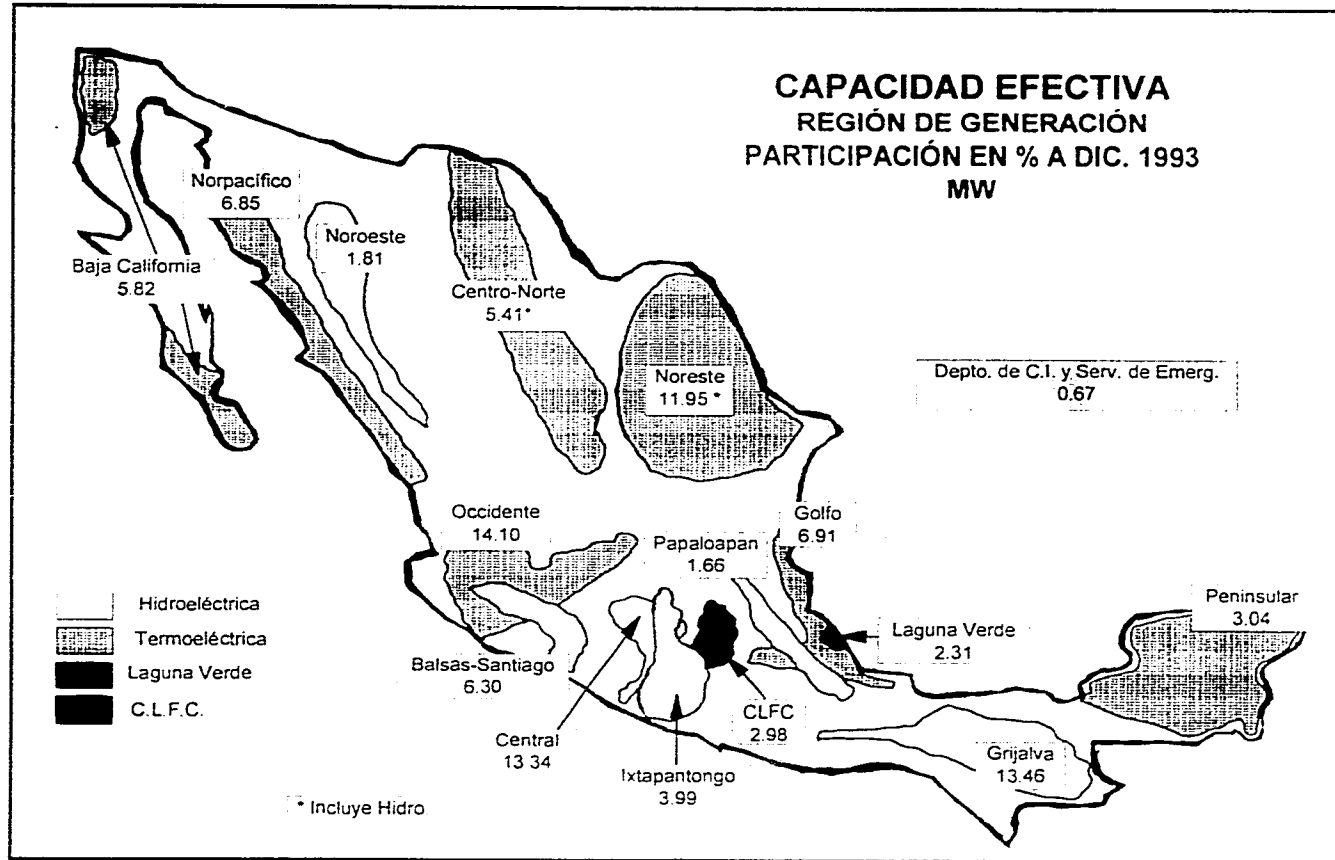 CAPACIDAD EFECTIVA
REGIÓN DE GENERACIÓN
PARTICIPACIÓN EN % A DIC. 1993
MW
Norpacífico
6.85
Noroeste
1.81
Baja California
5.82
Centro-Norte
5.41*
Noreste
11.95 *
Depto. de C.I. y Serv. de Emerg.
0.67
Occidente
14.10
Golfo
6.91
Papaloapan
1.66
Peninsular
3.04
Laguna Verde
2.31
Balsas-Santiago
6.30
CLFC
2.98
Central
13.34
Ixtapantongo
3.99
Grijalva
13.46
Hidroeléctrica
Termoeléctrica
Laguna Verde
C.L.F.C.
* Incluye Hidro.